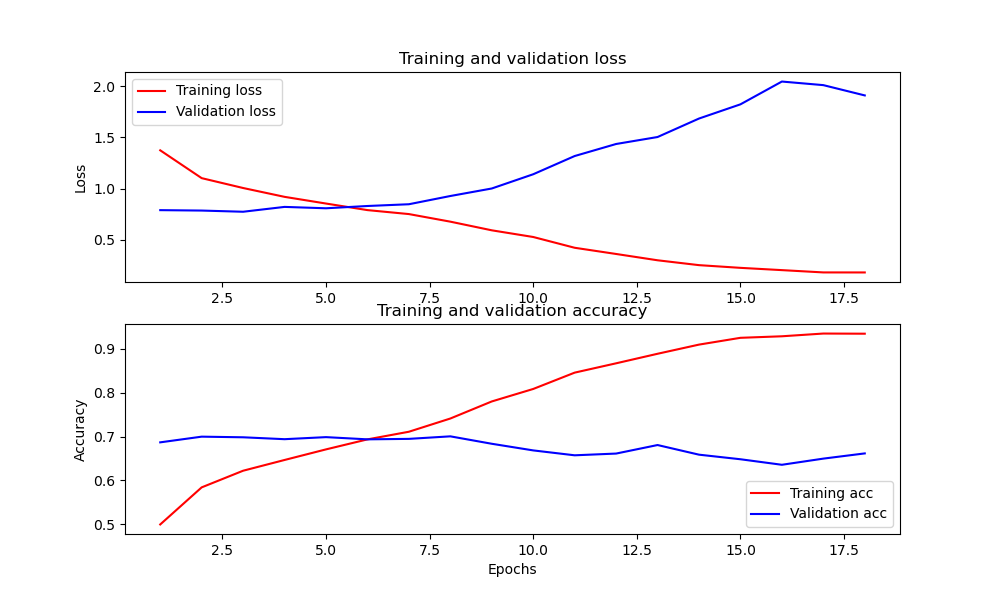 Training and validation loss
Training loss
Validation loss
Loss
2.0
1.5
1.0
0.5
2.5 5.0 7.5 10.0 12.5 15.0 17.5
Training and validation accuracy
Accuracy
0.9
0.8
0.7
0.6
0.5
Training acc
Validation acc
2.5 5.0 7.5 10.0 12.5 15.0 17.5
Epochs